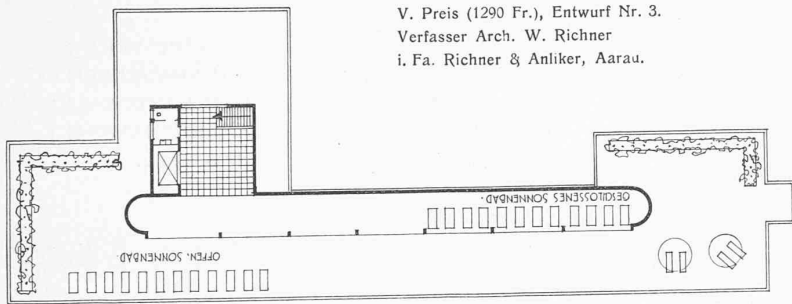 V. Preis (1290 Fr.), Entwurf Nr. 3.
Verfasser Arch. W. Richner
i. Fa. Richner & Anliker, Aarau.
GESCHLOSSENES SONNENBAD.
OFFEN. SONNENBAD.